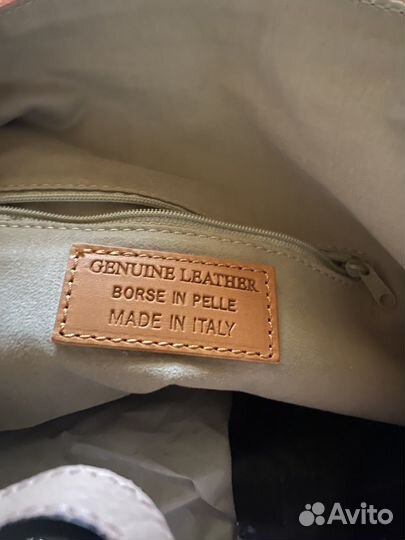 GENUINE LEATHER
BORSE IN PELLE
MADE IN ITALY
Avito